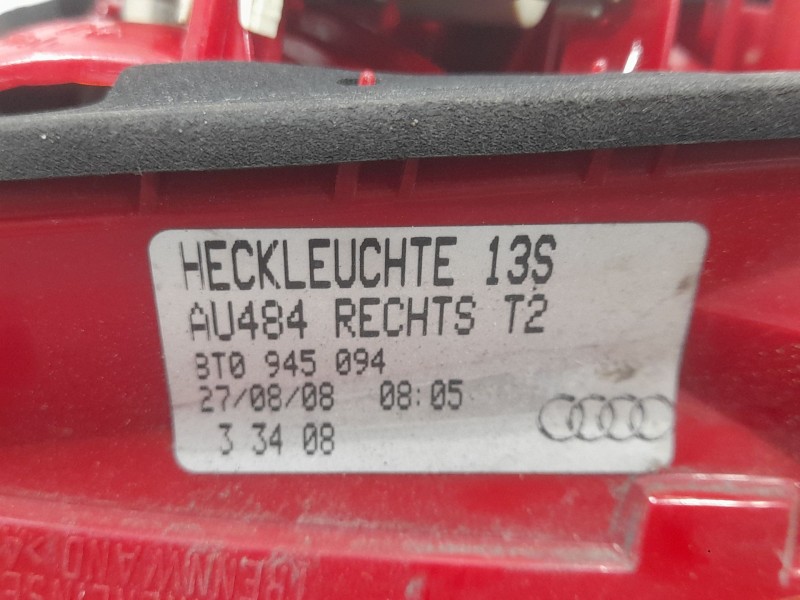 HECKLEUCHTE 13S
AU484 RECHTS T2
8T0 945 094
27/08/08 08:05
3 34 08